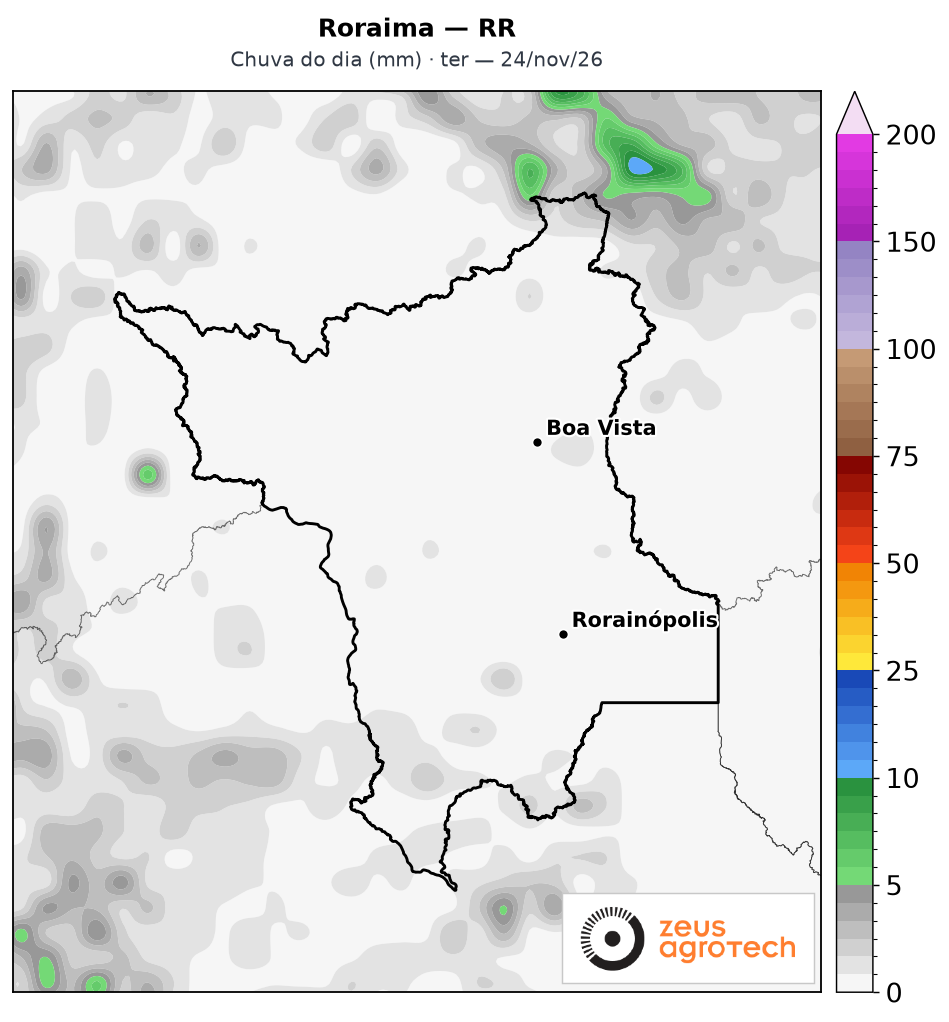 Roraima — RR
Chuva do dia (mm) · ter — 24/nov/26
200
150
100
75
50
25
10
5
0
Boa Vista
Rorainópolis
zeus
agrotech